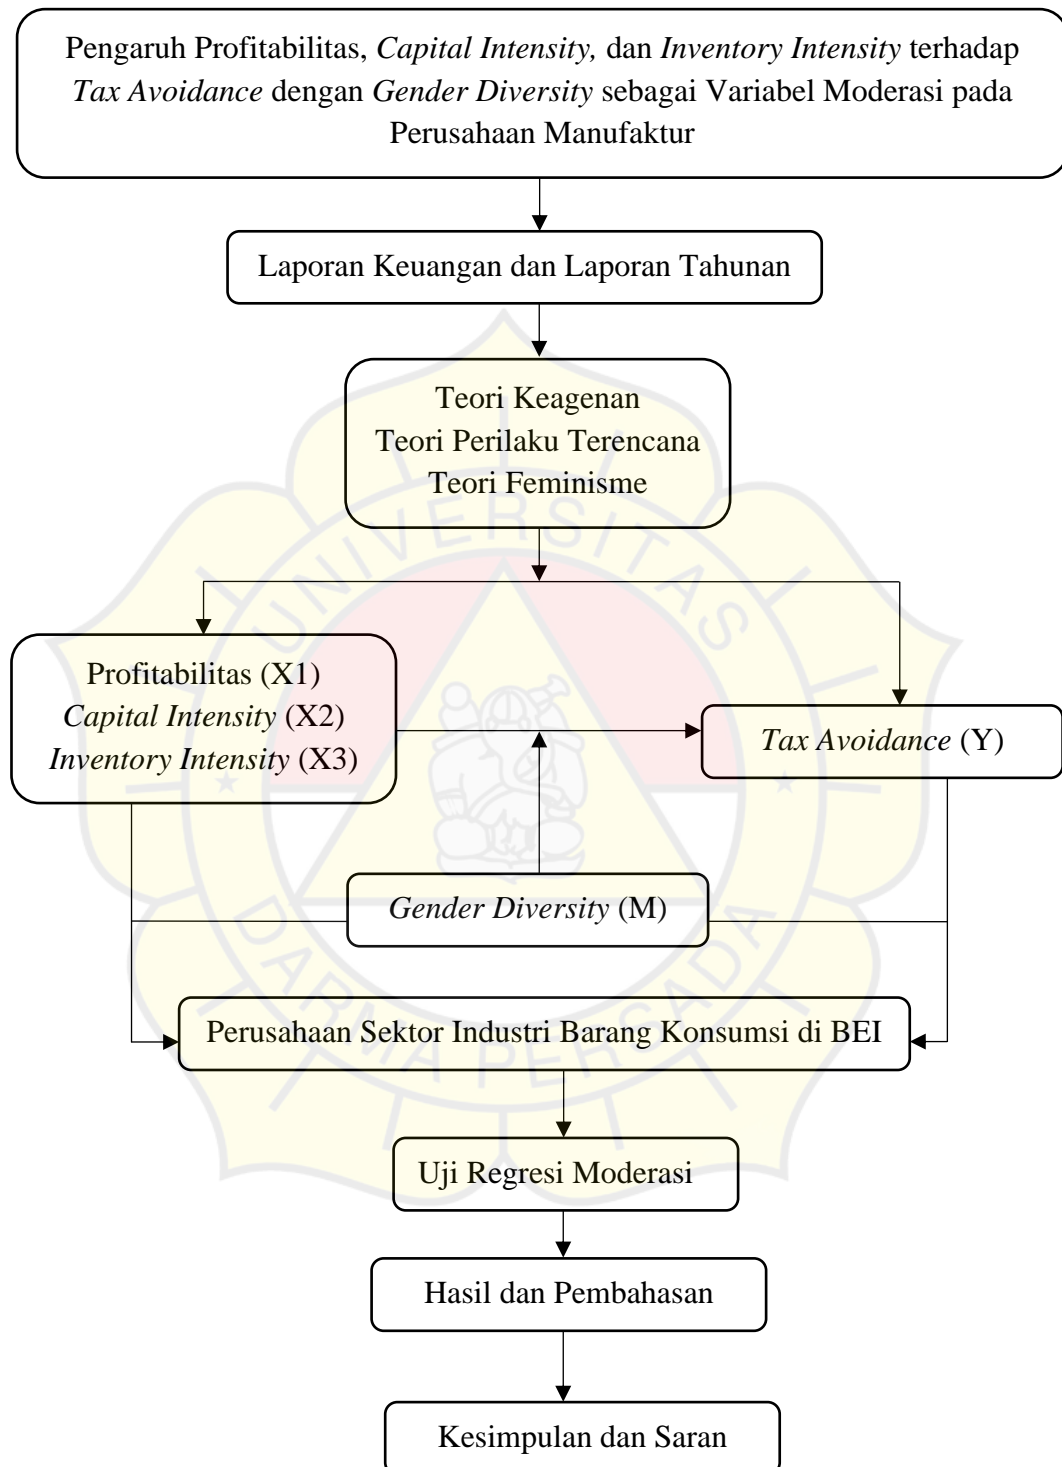 Pengaruh Profitabilitas, Capital Intensity, dan Inventory Intensity terhadap
Tax Avoidance dengan Gender Diversity sebagai Variabel Moderasi pada
Perusahaan Manufaktur
Laporan Keuangan dan Laporan Tahunan
Teori Keagenan
Teori Perilaku Terencana
Teori Feminisme
UNIVERSITAS
Profitabilitas (X1)
Capital Intensity (X2)
Inventory Intensity (X3)
Tax Avoidance (Y)
Gender Diversity (M)
DARMA PERSADA
Perusahaan Sektor Industri Barang Konsumsi di BEI
Uji Regresi Moderasi
Hasil dan Pembahasan
Kesimpulan dan Saran